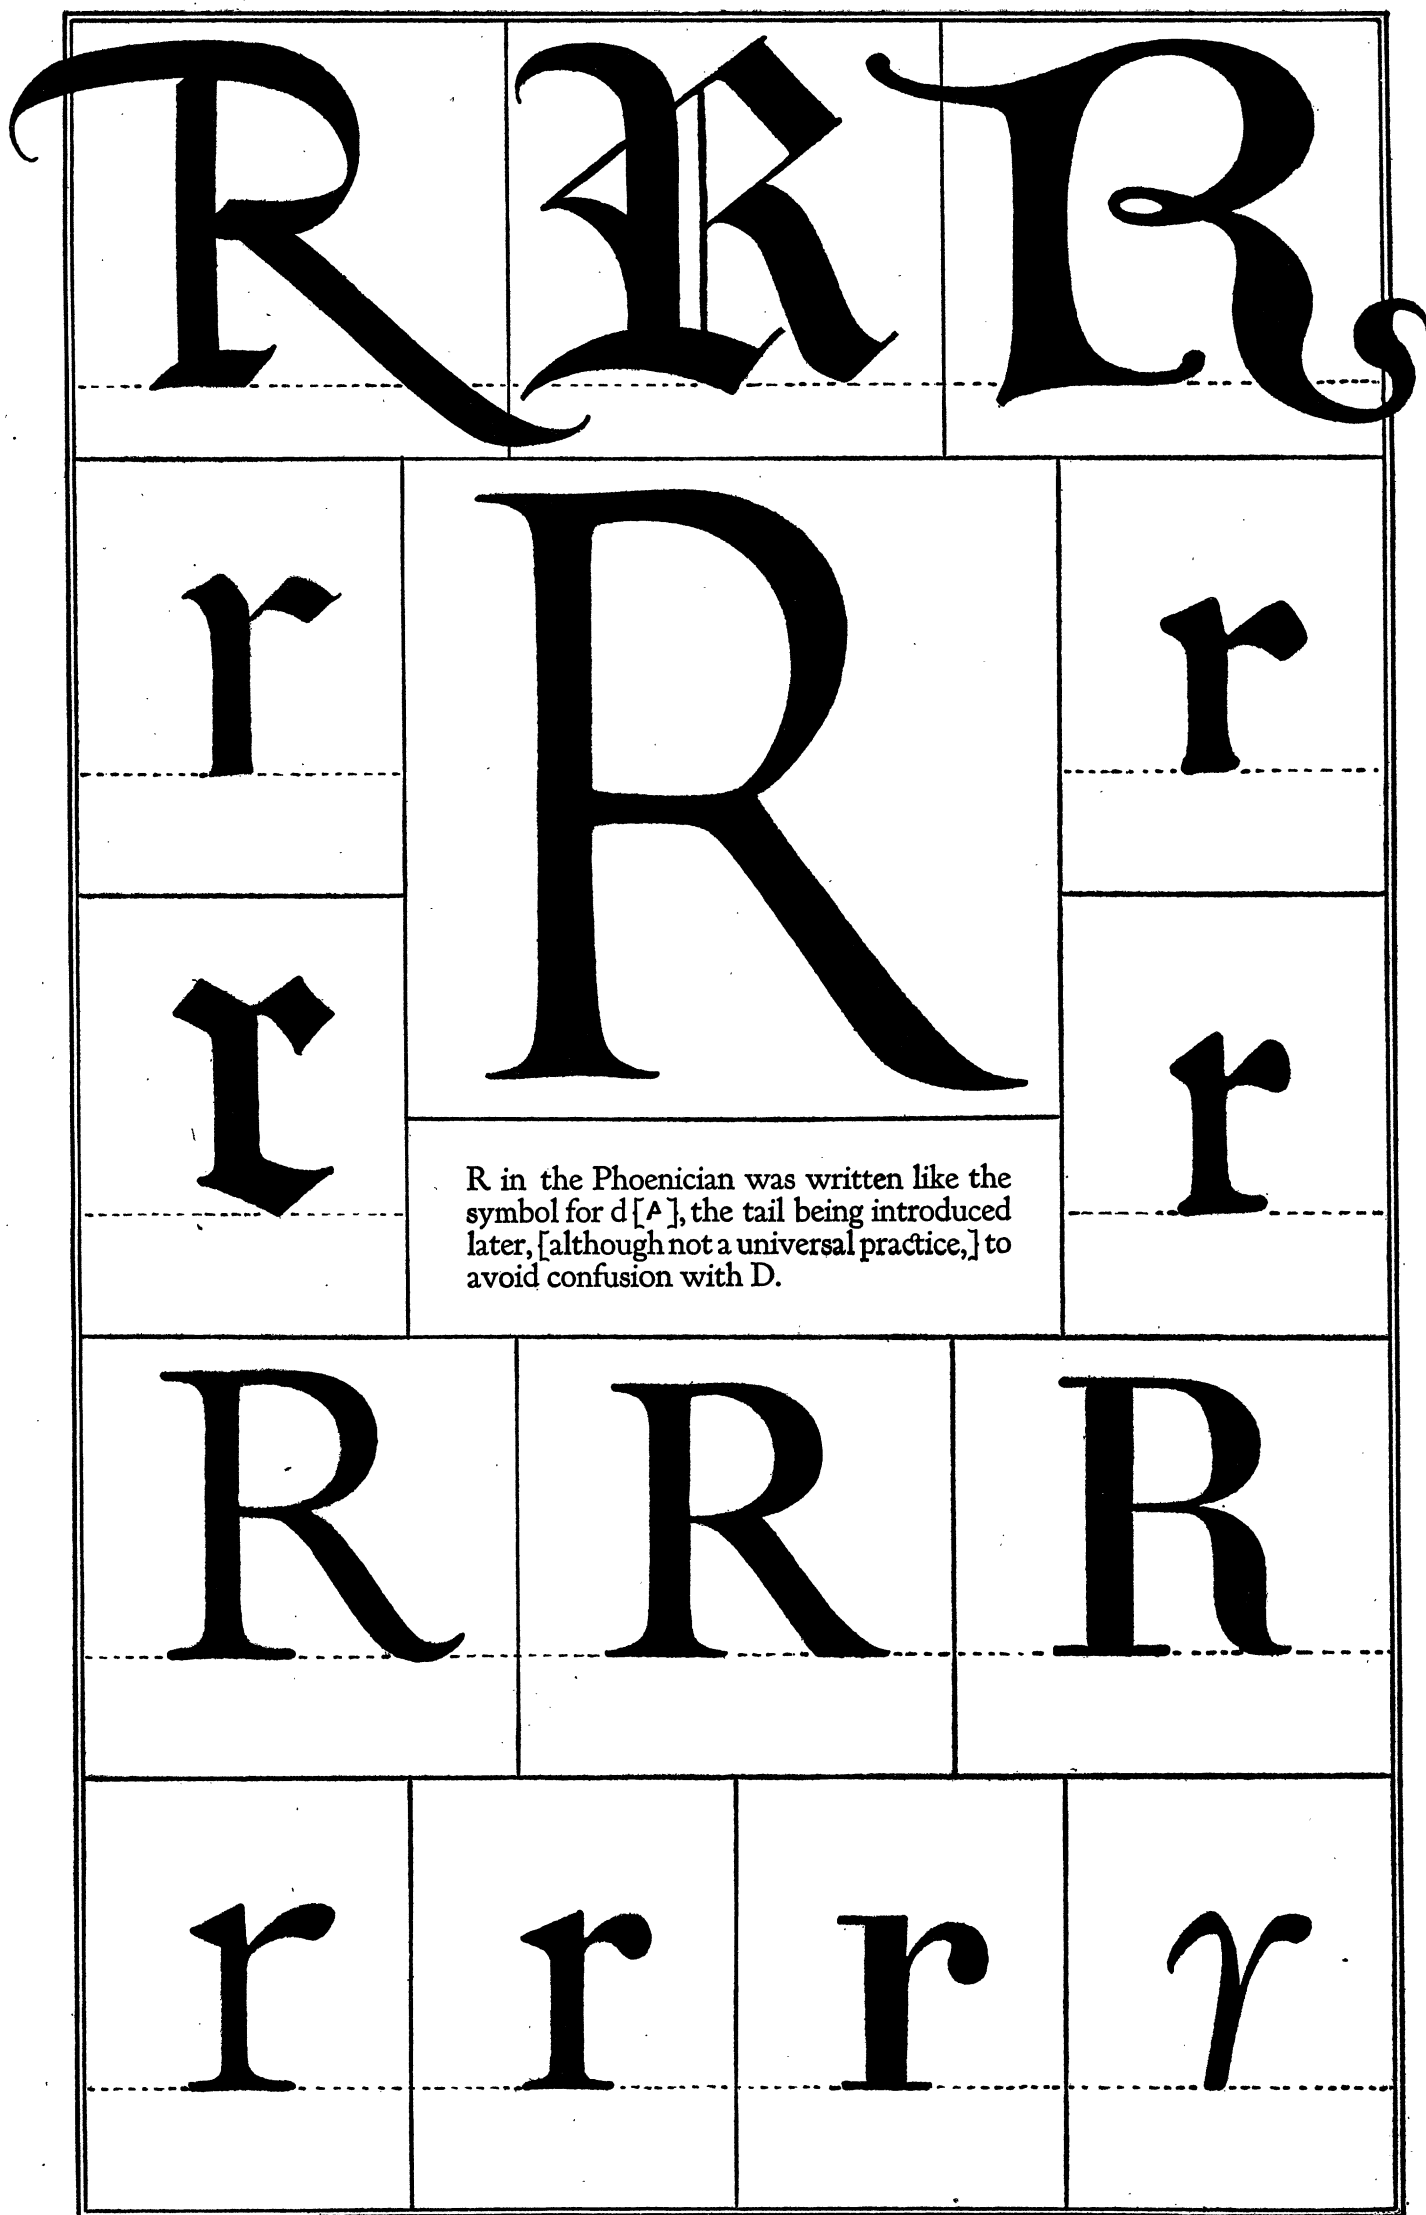 R R R
r R r
r r
R in the Phoenician was written like the
symbol for d [A], the tail being introduced
later, [although not a universal practice,] to
avoid confusion with D.
R R R
r r r r